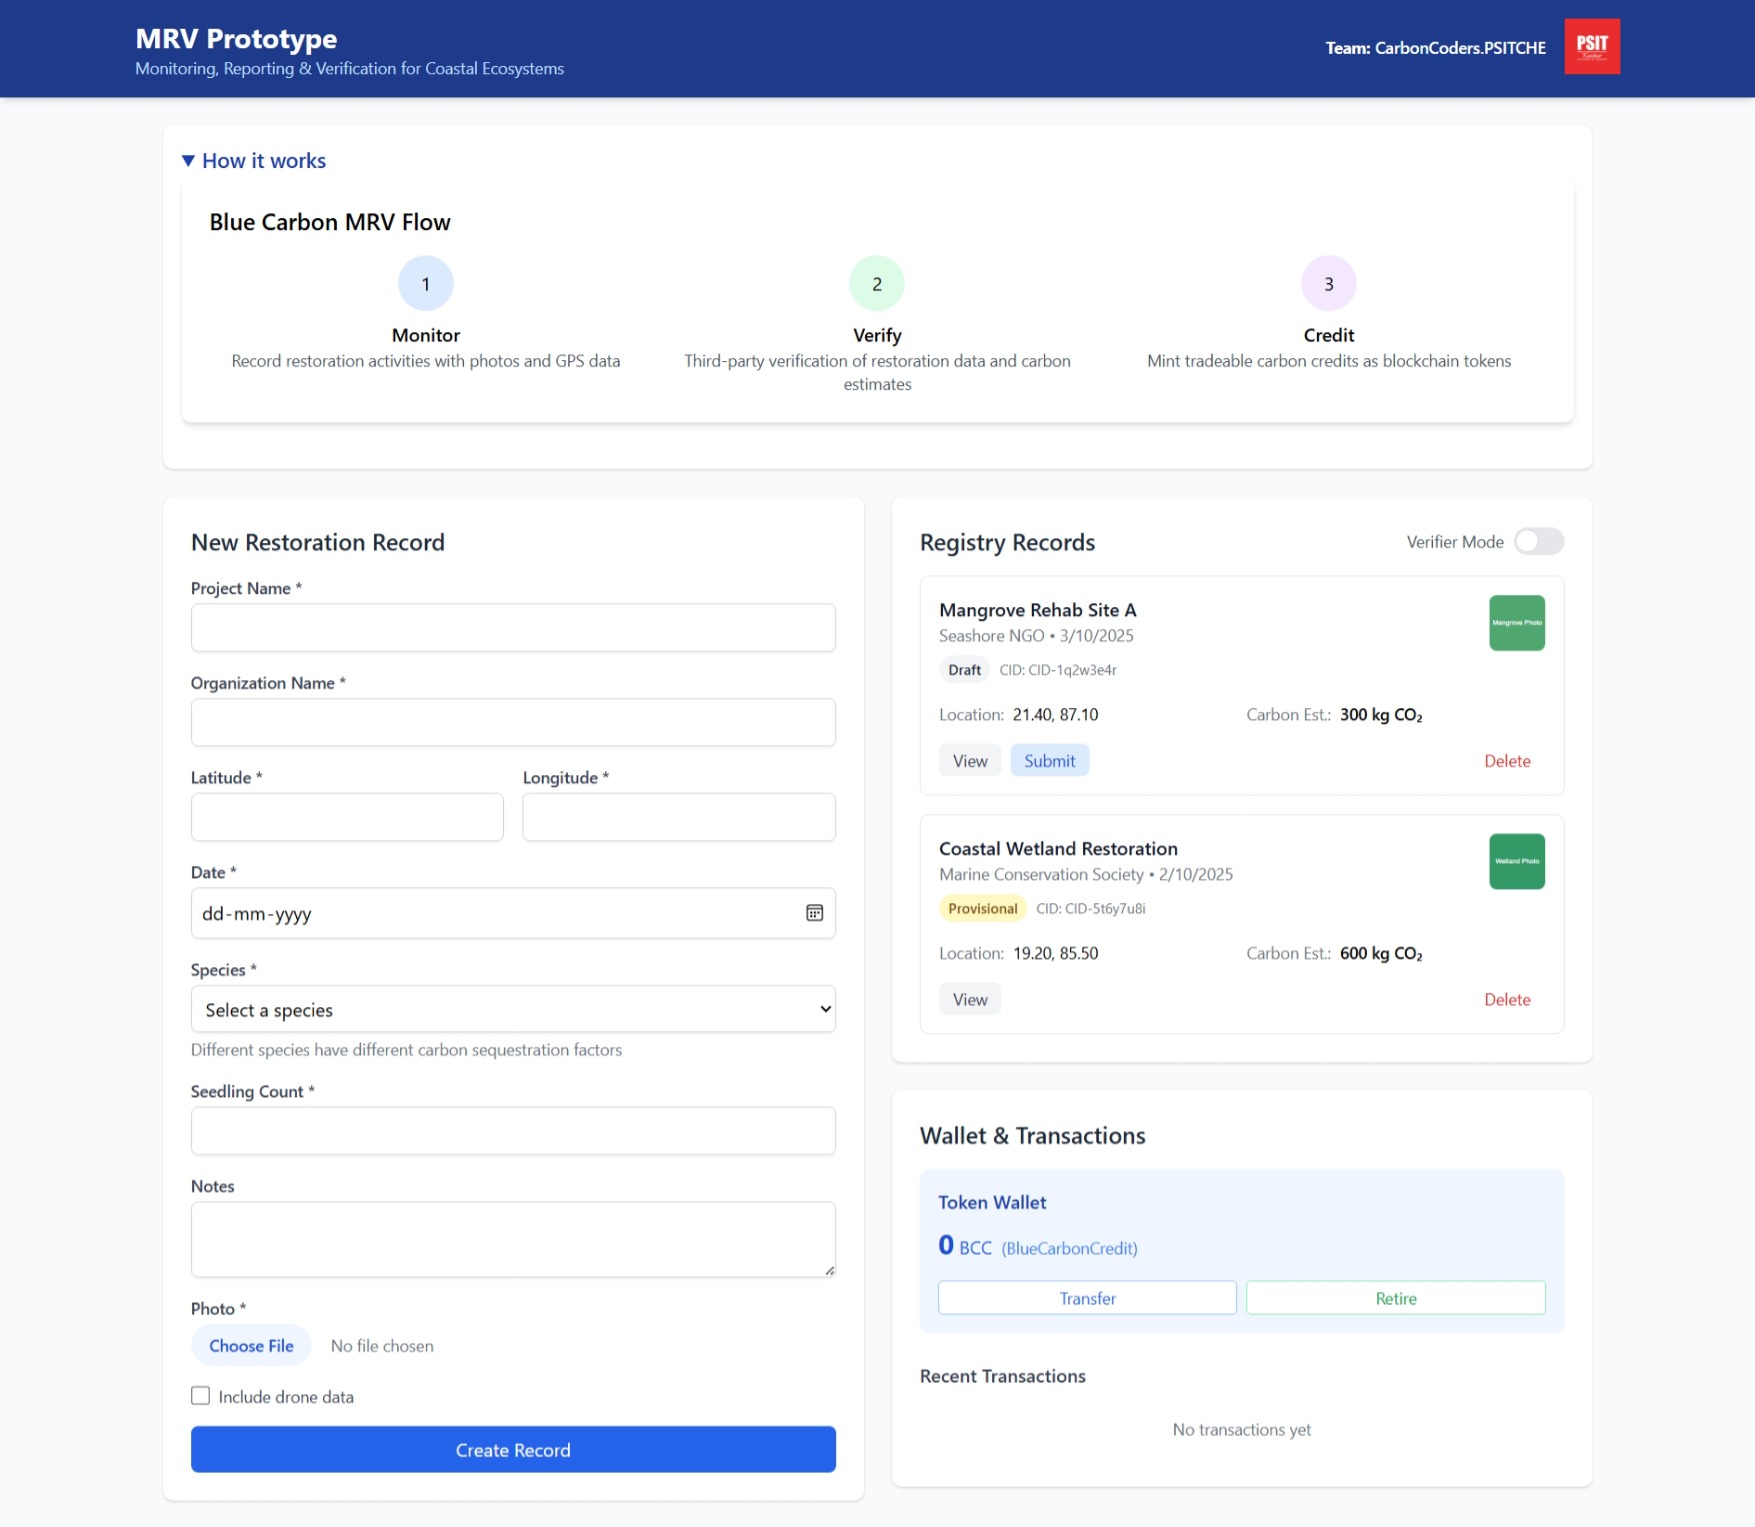 MRV Prototype
Monitoring, Reporting & Verification for Coastal Ecosystems
Team: CarbonCoders.PSITCHE
PSIT
▼ How it works
Blue Carbon MRV Flow
1
Monitor
Record restoration activities with photos and GPS data
2
Verify
Third-party verification of restoration data and carbon
estimates
3
Credit
Mint tradeable carbon credits as blockchain tokens
New Restoration Record
Project Name *
Organization Name *
Latitude * Longitude *
Date *
dd-mm-yyyy
Species *
Select a species
Different species have different carbon sequestration factors
Seedling Count *
Notes
Photo *
Choose File No file chosen
Include drone data
Create Record
Registry Records
Verifier Mode
Mangrove Rehab Site A
Seashore NGO • 3/10/2025
Mangrove Photo
Draft CID: CID-1q2w3e4r
Location: 21.40, 87.10 Carbon Est.: 300 kg CO₂
View Submit Delete
Coastal Wetland Restoration
Marine Conservation Society • 2/10/2025
Wetland Photo
Provisional CID: CID-5t6y7u8i
Location: 19.20, 85.50 Carbon Est.: 600 kg CO₂
View Delete
Wallet & Transactions
Token Wallet
0 BCC (BlueCarbonCredit)
Transfer Retire
Recent Transactions
No transactions yet